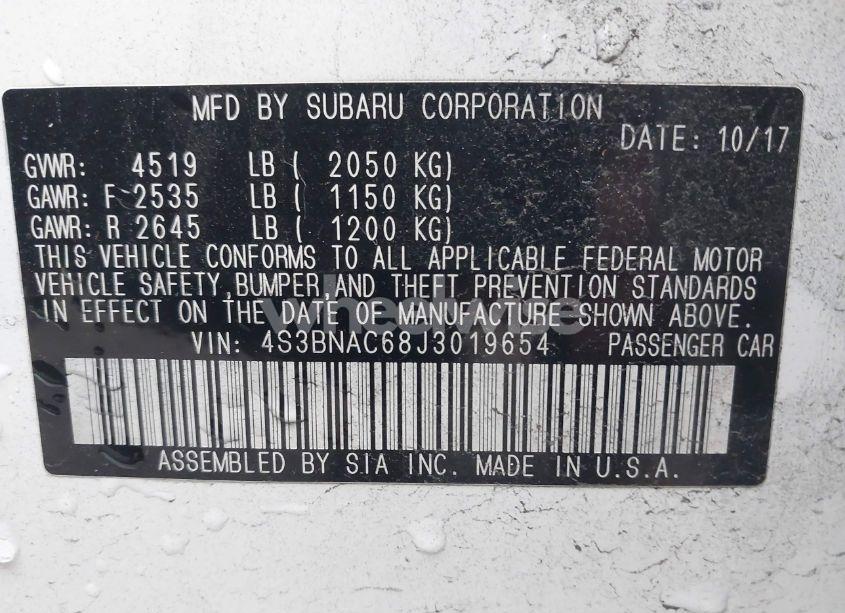 MFD BY SUBARU CORPORATION
DATE: 10/17
GVWR: 4519 LB ( 2050 KG)
GAWR: F 2535 LB ( 1150 KG)
GAWR: R 2645 LB ( 1200 KG)
THIS VEHICLE CONFORMS TO ALL APPLICABLE FEDERAL MOTOR
VEHICLE SAFETY,BUMPER,AND THEFT PREVENTION STANDARDS
IN EFFECT ON THE DATE OF MANUFACTURE SHOWN ABOVE.
wheelwise
VIN: 4S3BNAC68J3019654 PASSENGER CAR
ASSEMBLED BY SIA INC. MADE IN U.S.A.